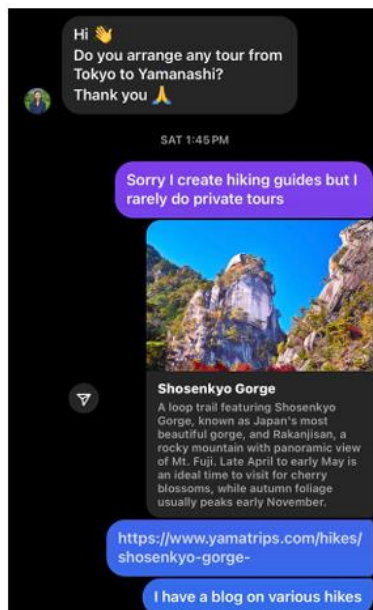 Hi 👋
Do you arrange any tour from
Tokyo to Yamanashi?
Thank you 🙏
SAT 1:45 PM
Sorry I create hiking guides but I
rarely do private tours
Shosenkyo Gorge
A loop trail featuring Shosenkyo
Gorge, known as Japan's most
beautiful gorge, and Rakanjisan, a
rocky mountain with panoramic view
of Mt. Fuji. Late April to early May is
an ideal time to visit for cherry
blossoms, while autumn foliage
usually peaks early November.
https://www.yamatrips.com/hikes/
shosenkyo-gorge-
I have a blog on various hikes